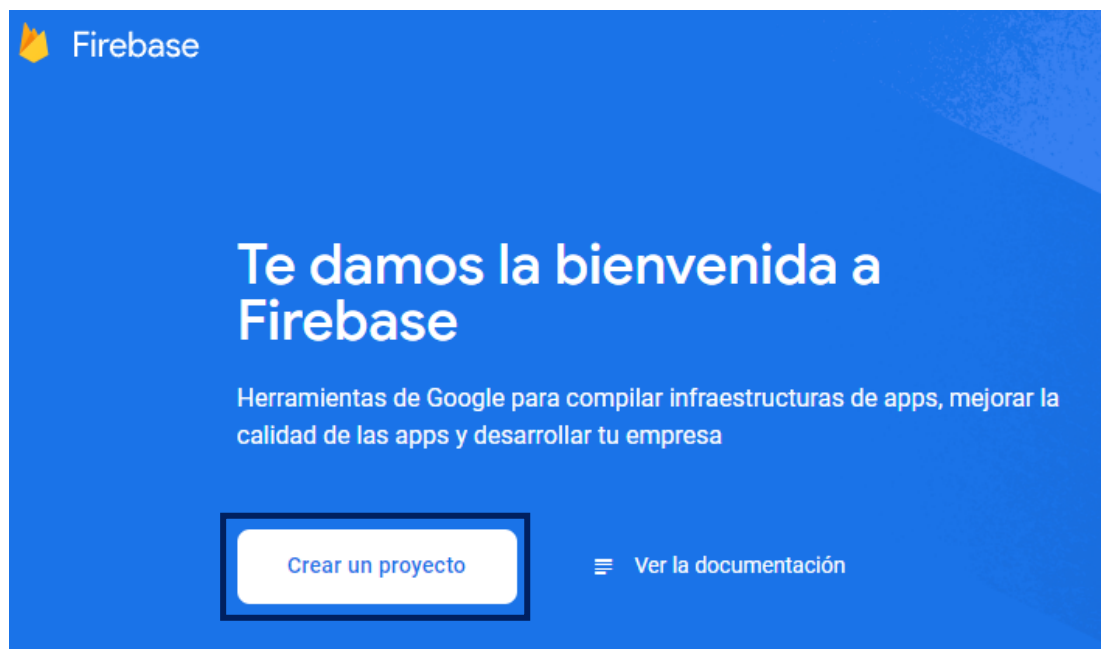 Firebase
Te damos la bienvenida a
Firebase
Herramientas de Google para compilar infraestructuras de apps, mejorar la
calidad de las apps y desarrollar tu empresa
Crear un proyecto
Ver la documentación